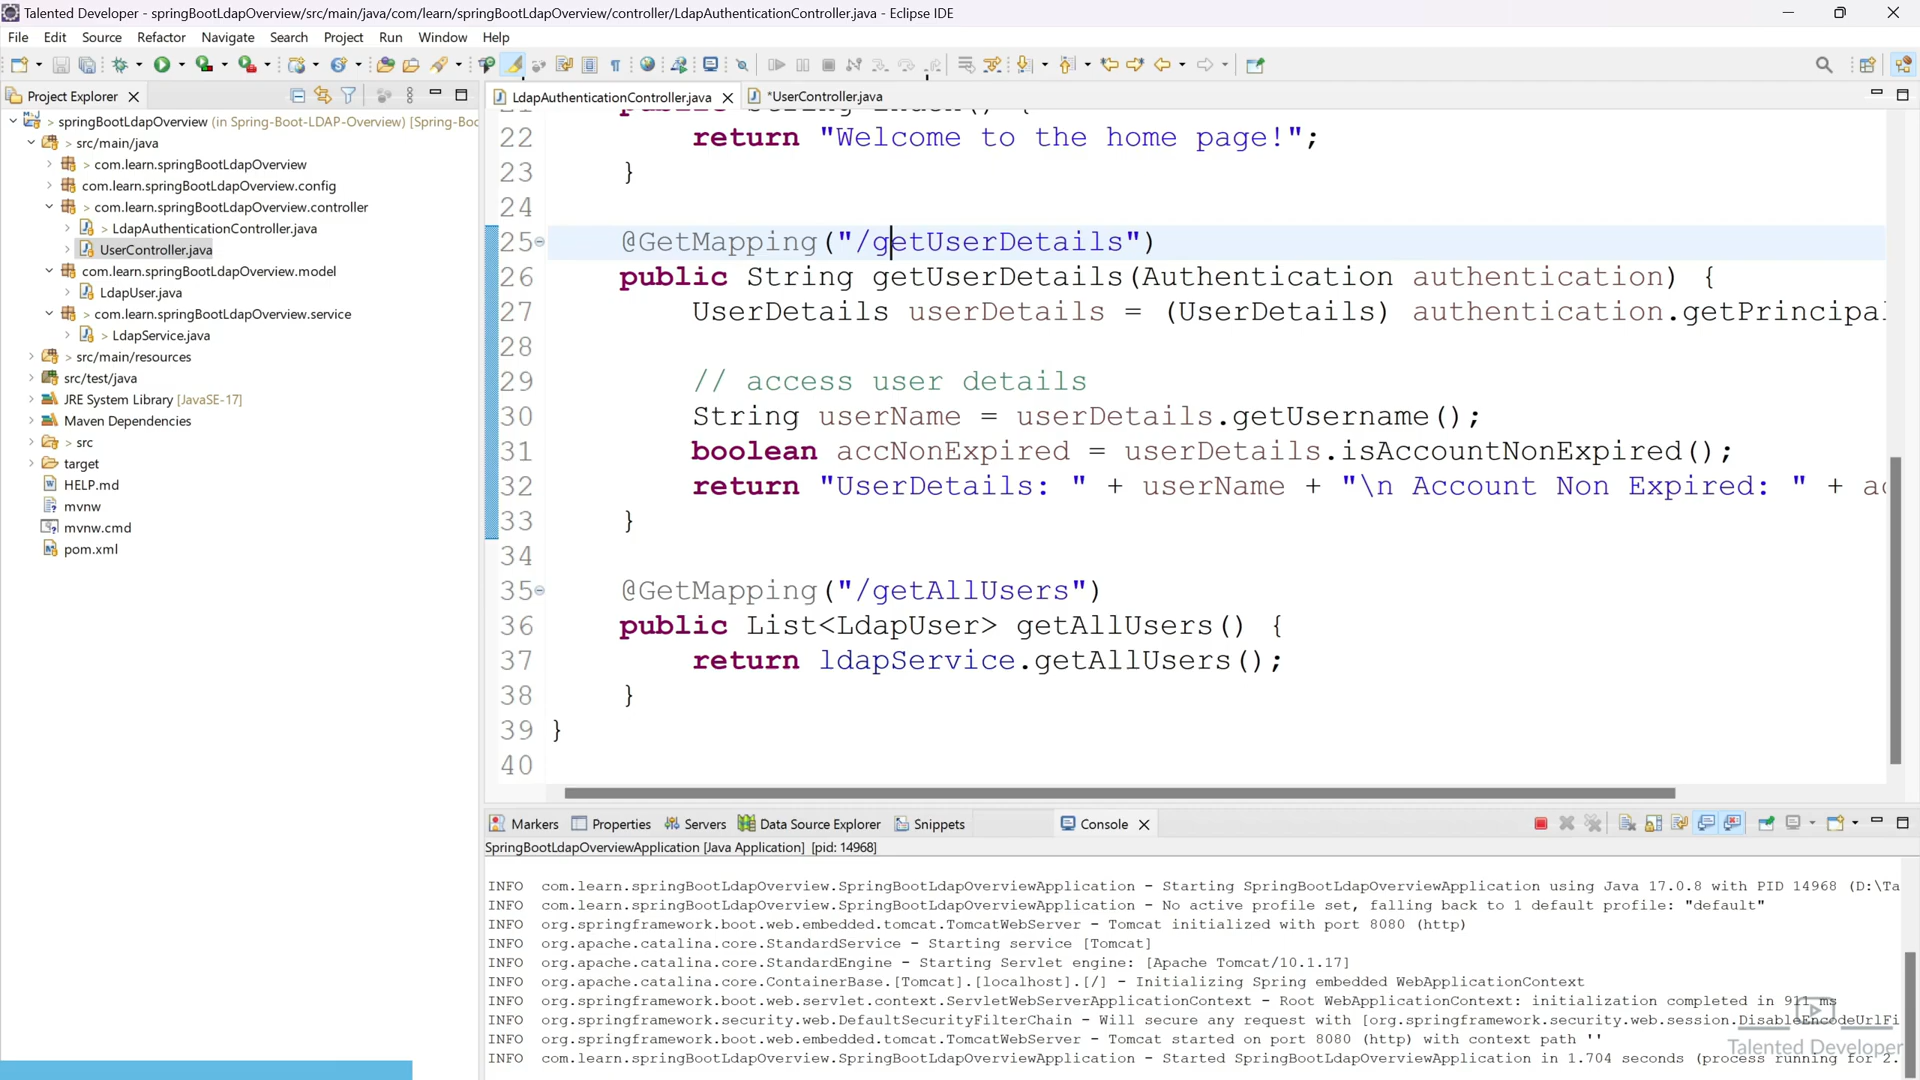 Talented Developer - springBootLdapOverview/src/main/java/com/learn/springBootLdapOverview/controller/LdapAuthenticationController.java - Eclipse IDE
File Edit Source Refactor Navigate Search Project Run Window Help
Project Explorer
> springBootLdapOverview (in Spring-Boot-LDAP-Overview) [Spring-Boo
> src/main/java
> com.learn.springBootLdapOverview
com.learn.springBootLdapOverview.config
> com.learn.springBootLdapOverview.controller
> LdapAuthenticationController.java
UserController.java
com.learn.springBootLdapOverview.model
LdapUser.java
> com.learn.springBootLdapOverview.service
> LdapService.java
> src/main/resources
src/test/java
JRE System Library [JavaSE-17]
Maven Dependencies
> src
target
HELP.md
mvnw
mvnw.cmd
pom.xml
LdapAuthenticationController.java *UserController.java
21 public String index() {
22 return "Welcome to the home page!";
23 }
24
25 @GetMapping("/getUserDetails")
26 public String getUserDetails(Authentication authentication) {
27 UserDetails userDetails = (UserDetails) authentication.getPrincipal
28
29 // access user details
30 String userName = userDetails.getUsername();
31 boolean accNonExpired = userDetails.isAccountNonExpired();
32 return "UserDetails: " + userName + "\n Account Non Expired: " + ac
33 }
34
35 @GetMapping("/getAllUsers")
36 public List<LdapUser> getAllUsers() {
37 return ldapService.getAllUsers();
38 }
39 }
40
Markers Properties Servers Data Source Explorer Snippets Console
SpringBootLdapOverviewApplication [Java Application] [pid: 14968]
INFO com.learn.springBootLdapOverview.SpringBootLdapOverviewApplication - Starting SpringBootLdapOverviewApplication using Java 17.0.8 with PID 14968 (D:\Ta
INFO com.learn.springBootLdapOverview.SpringBootLdapOverviewApplication - No active profile set, falling back to 1 default profile: "default"
INFO org.springframework.boot.web.embedded.tomcat.TomcatWebServer - Tomcat initialized with port 8080 (http)
INFO org.apache.catalina.core.StandardService - Starting service [Tomcat]
INFO org.apache.catalina.core.StandardEngine - Starting Servlet engine: [Apache Tomcat/10.1.17]
INFO org.apache.catalina.core.ContainerBase.[Tomcat].[localhost].[/] - Initializing Spring embedded WebApplicationContext
INFO org.springframework.boot.web.servlet.context.ServletWebServerApplicationContext - Root WebApplicationContext: initialization completed in 911 ms
INFO org.springframework.security.web.DefaultSecurityFilterChain - Will secure any request with [org.springframework.security.web.session.DisableEncodeUrlFi
INFO org.springframework.boot.web.embedded.tomcat.TomcatWebServer - Tomcat started on port 8080 (http) with context path ''
INFO com.learn.springBootLdapOverview.SpringBootLdapOverviewApplication - Started SpringBootLdapOverviewApplication in 1.704 seconds (process running for 2.
Talented Developer